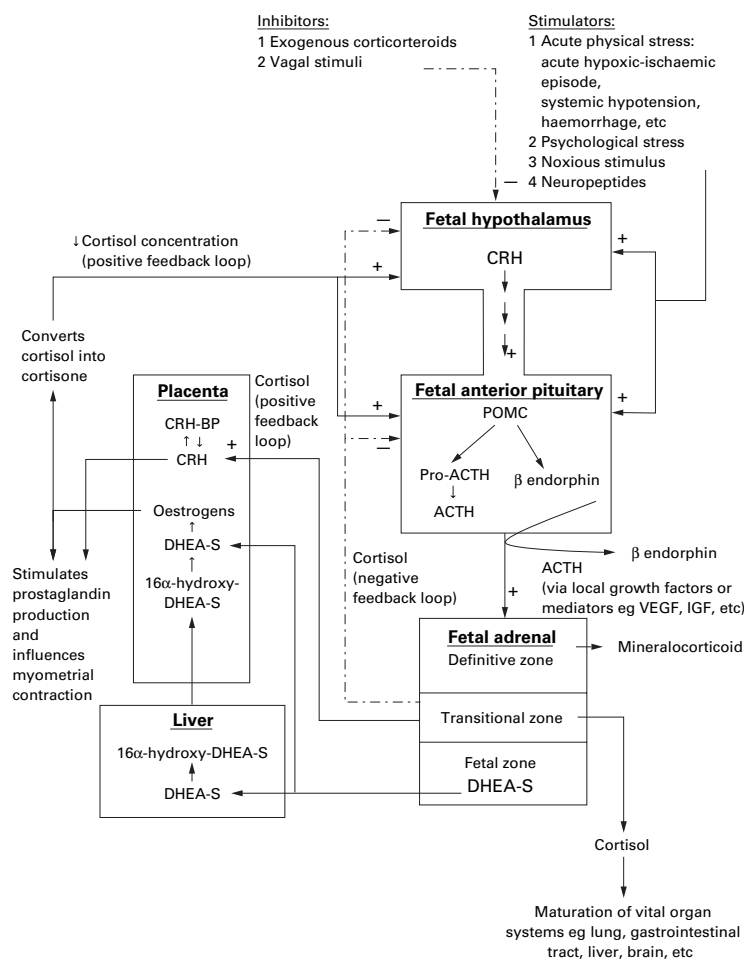 Inhibitors:
1 Exogenous corticorteroids
2 Vagal stimuli
Stimulators:
1 Acute physical stress:
acute hypoxic-ischaemic
episode,
systemic hypotension,
haemorrhage, etc
2 Psychological stress
3 Noxious stimulus
4 Neuropeptides
−
Fetal hypothalamus
CRH
−
+
+
+
↓Cortisol concentration
(positive feedback loop)
Converts
cortisol into
cortisone
Placenta
CRH-BP
↑ ↓
CRH
+
Oestrogens
↑
DHEA-S
↑
16α-hydroxy-
DHEA-S
Cortisol
(positive
feedback
loop)
Fetal anterior pituitary
POMC
+
−
+
Pro-ACTH
↓
ACTH
β endorphin
β endorphin
ACTH
(via local growth factors or
mediators eg VEGF, IGF, etc)
+
Cortisol
(negative
feedback loop)
Stimulates
prostaglandin
production
and
influences
myometrial
contraction
Fetal adrenal
Definitive zone
Mineralocorticoid
Transitional zone
Fetal zone
DHEA-S
Liver
16α-hydroxy-DHEA-S
↑
DHEA-S
Cortisol
Maturation of vital organ
systems eg lung, gastrointestinal
tract, liver, brain, etc